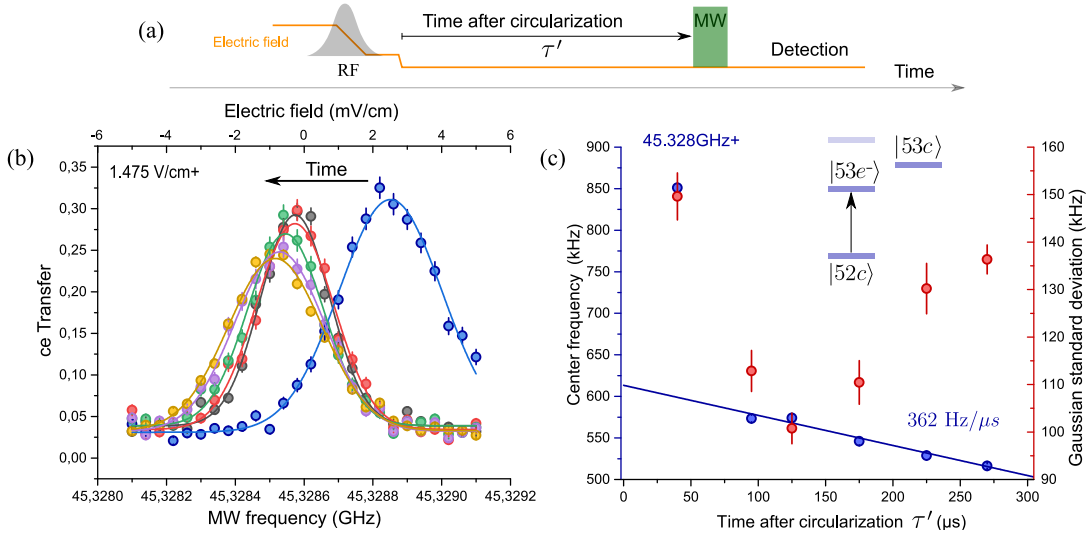 (a)
Electric field
RF
Time after circularization
τ′
MW
Detection
Time
(b)
Electric field (mV/cm)
-6 -4 -2 0 2 4 6
1.475 V/cm+
Time
0,35
0,30
0,25
0,20
0,15
0,10
0,05
0,00
ce Transfer
45,3280 45,3282 45,3284 45,3286 45,3288 45,3290 45,3292
MW frequency (GHz)
(c)
45.328GHz+
900
850
800
750
700
650
600
550
500
Center frequency (kHz)
|53c⟩
|53e⁻⟩
|52c⟩
362 Hz/μs
160
150
140
130
120
110
100
90
Gaussian standard deviation (kHz)
0 50 100 150 200 250 300
Time after circularization τ′ (μs)